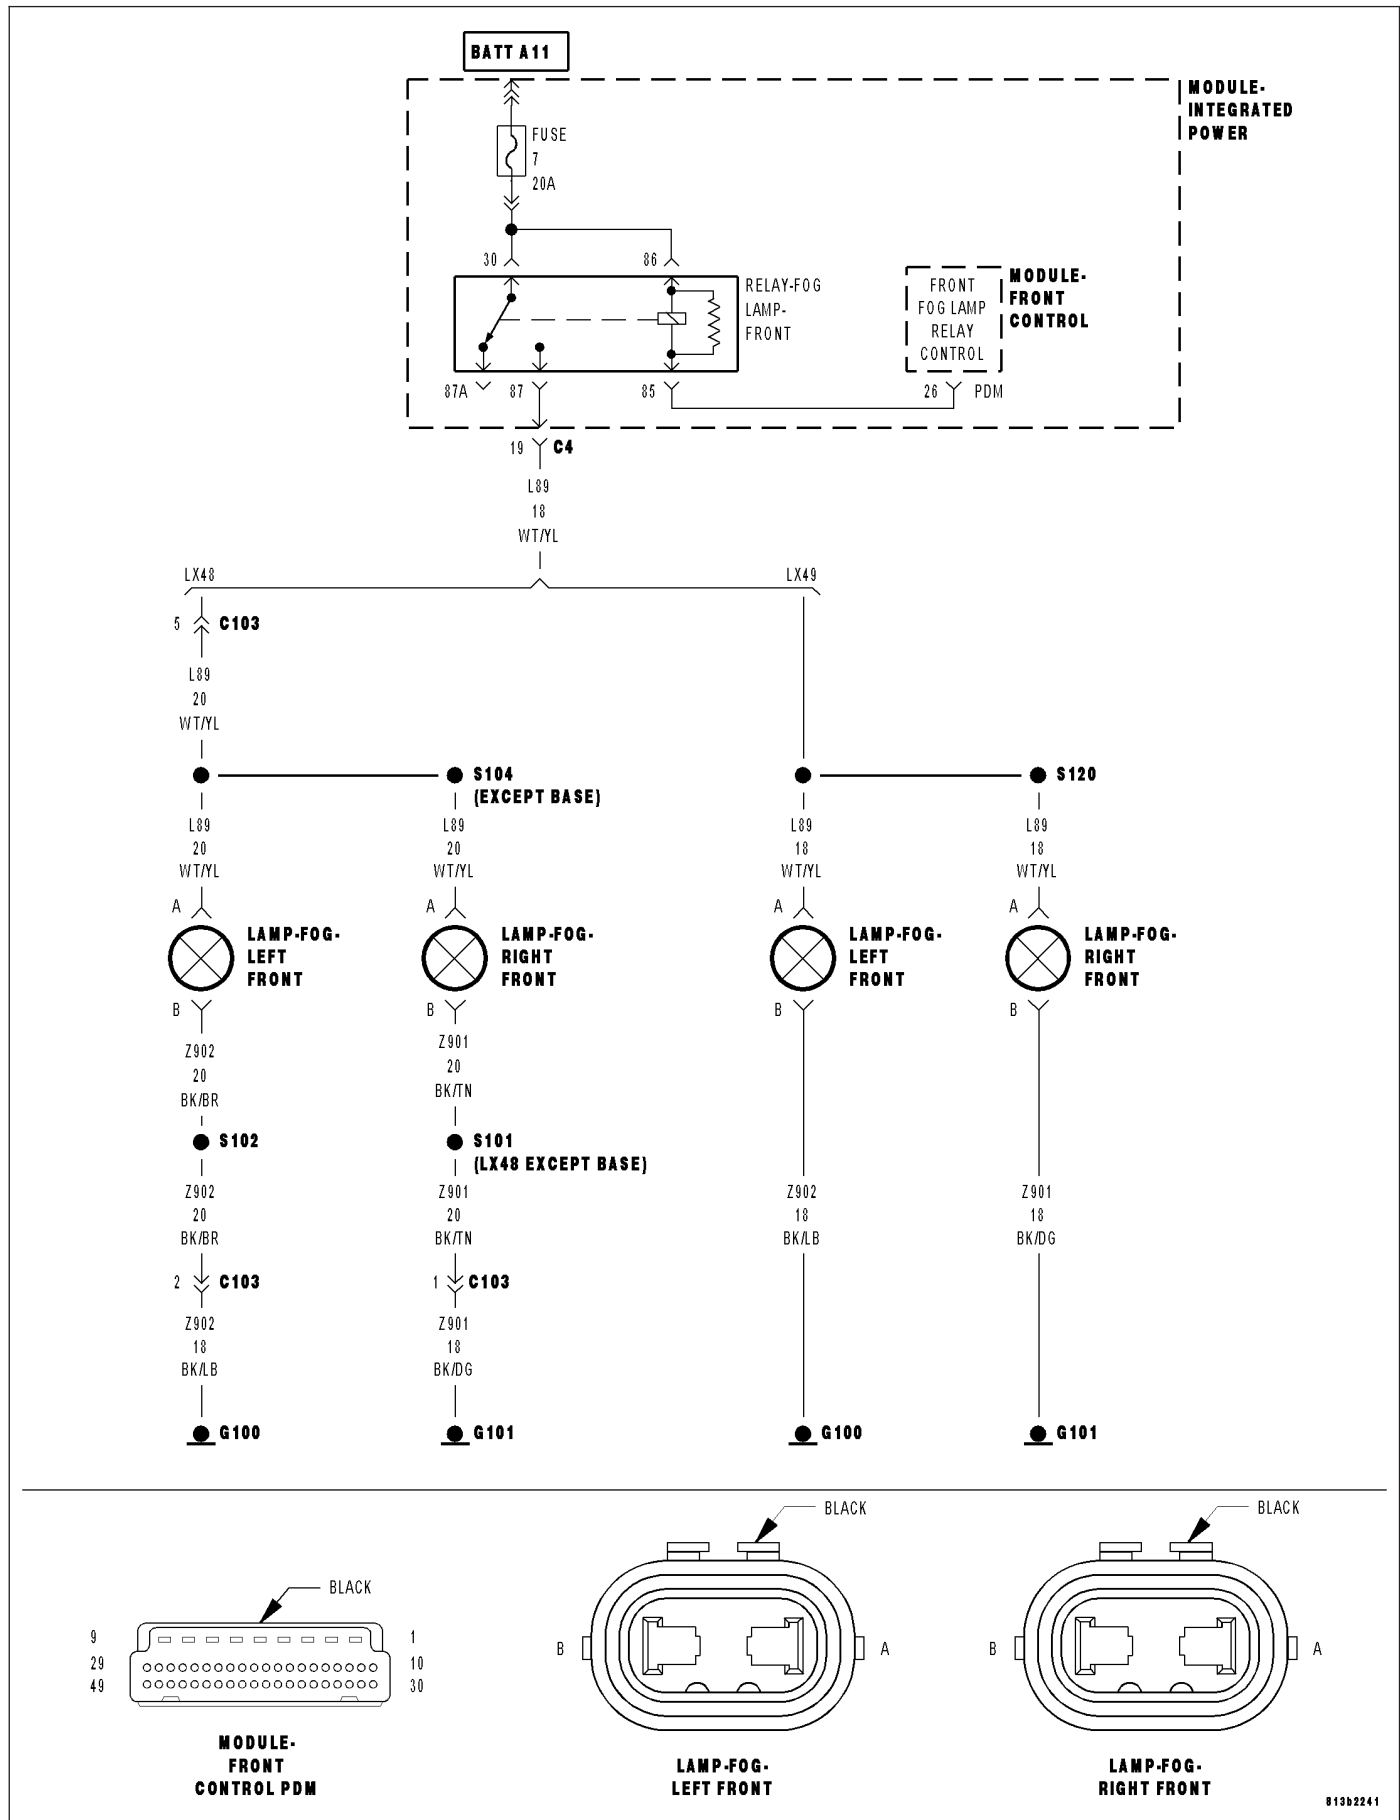 BATT A11
MODULE-
INTEGRATED
POWER
FUSE
7
20A
30
86
RELAY-FOG
LAMP-
FRONT
FRONT
FOG LAMP
RELAY
CONTROL
MODULE-
FRONT
CONTROL
87A
87
85
26
PDM
19
C4
L89
18
WT/YL
LX48
LX49
5
C103
L89
20
WT/YL
S104
(EXCEPT BASE)
S120
L89
20
WT/YL
L89
20
WT/YL
L89
18
WT/YL
L89
18
WT/YL
A
A
A
A
LAMP-FOG-
LEFT
FRONT
LAMP-FOG-
RIGHT
FRONT
LAMP-FOG-
LEFT
FRONT
LAMP-FOG-
RIGHT
FRONT
B
B
B
B
Z902
20
BK/BR
Z901
20
BK/TN
S102
S101
(LX48 EXCEPT BASE)
Z902
20
BK/BR
Z901
20
BK/TN
Z902
18
BK/LB
Z901
18
BK/DG
2
C103
1
C103
Z902
18
BK/LB
Z901
18
BK/DG
G100
G101
G100
G101
BLACK
9
1
29
10
49
30
MODULE-
FRONT
CONTROL PDM
BLACK
B
A
LAMP-FOG-
LEFT FRONT
BLACK
B
A
LAMP-FOG-
RIGHT FRONT
813b2241